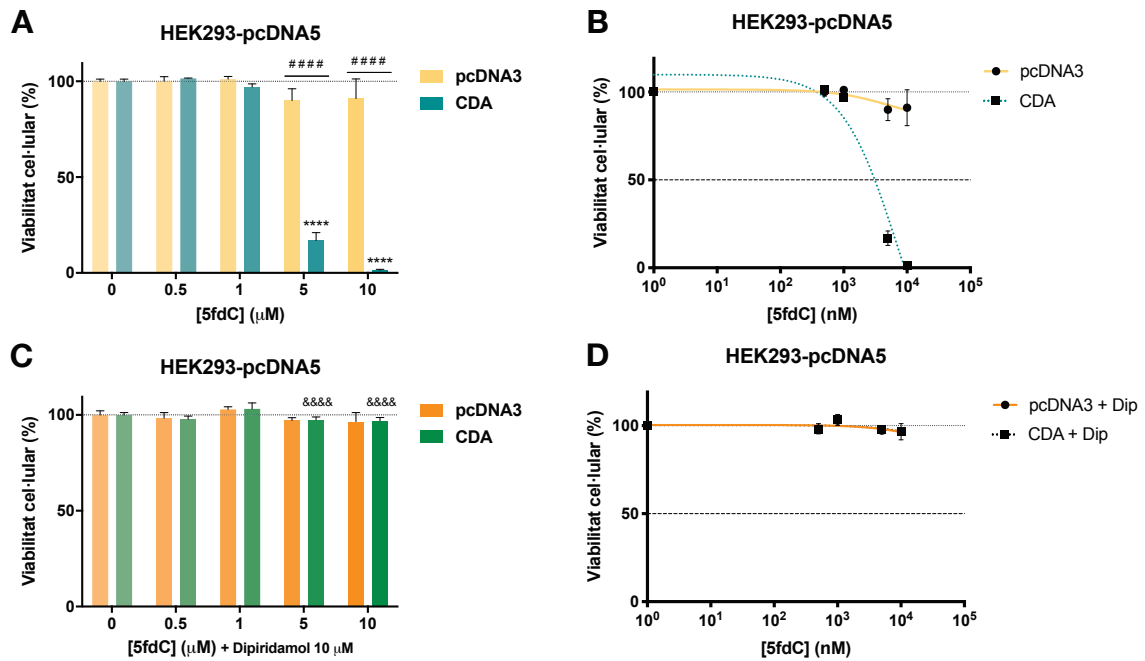 A
HEK293-pcDNA5
Viabilitat cel·lular (%)
100
50
0
####
####
****
****
0
0.5
1
5
10
[5fdC] (μM)
pcDNA3
CDA
B
HEK293-pcDNA5
Viabilitat cel·lular (%)
100
50
0
10⁰
10¹
10²
10³
10⁴
10⁵
[5fdC] (nM)
pcDNA3
CDA
C
HEK293-pcDNA5
Viabilitat cel·lular (%)
100
50
0
&&&&
&&&&
0
0.5
1
5
10
[5fdC] (μM) + Dipiridamol 10 μM
pcDNA3
CDA
D
HEK293-pcDNA5
Viabilitat cel·lular (%)
100
50
0
10⁰
10¹
10²
10³
10⁴
10⁵
[5fdC] (nM)
pcDNA3 + Dip
CDA + Dip